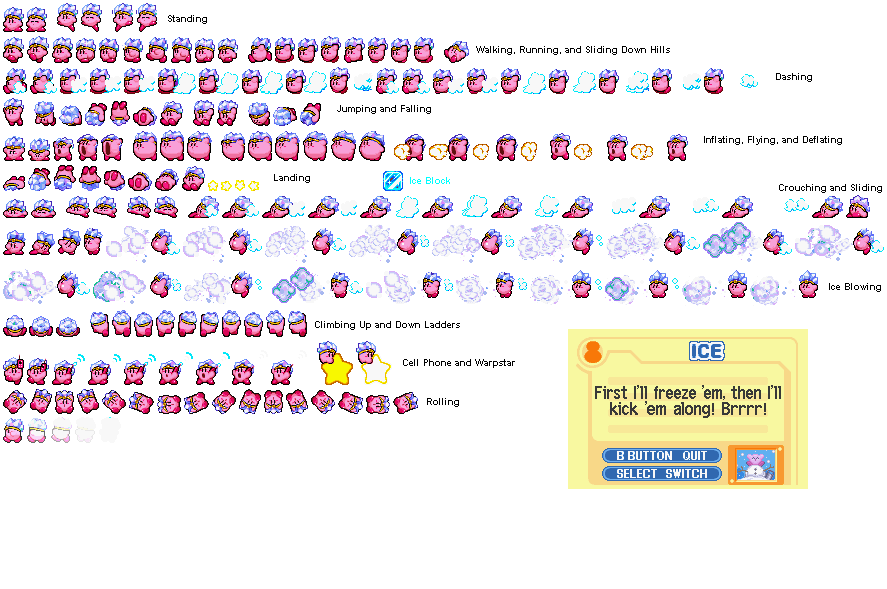 Standing
Walking, Running, and Sliding Down Hills
Dashing
Jumping and Falling
Inflating, Flying, and Deflating
Landing
Ice Block
Crouching and Sliding
Ice Blowing
Climbing Up and Down Ladders
Cell Phone and Warpstar
Rolling
ICE
First I'll freeze 'em, then I'll
kick 'em along! Brrrr!
B BUTTON QUIT
SELECT SWITCH